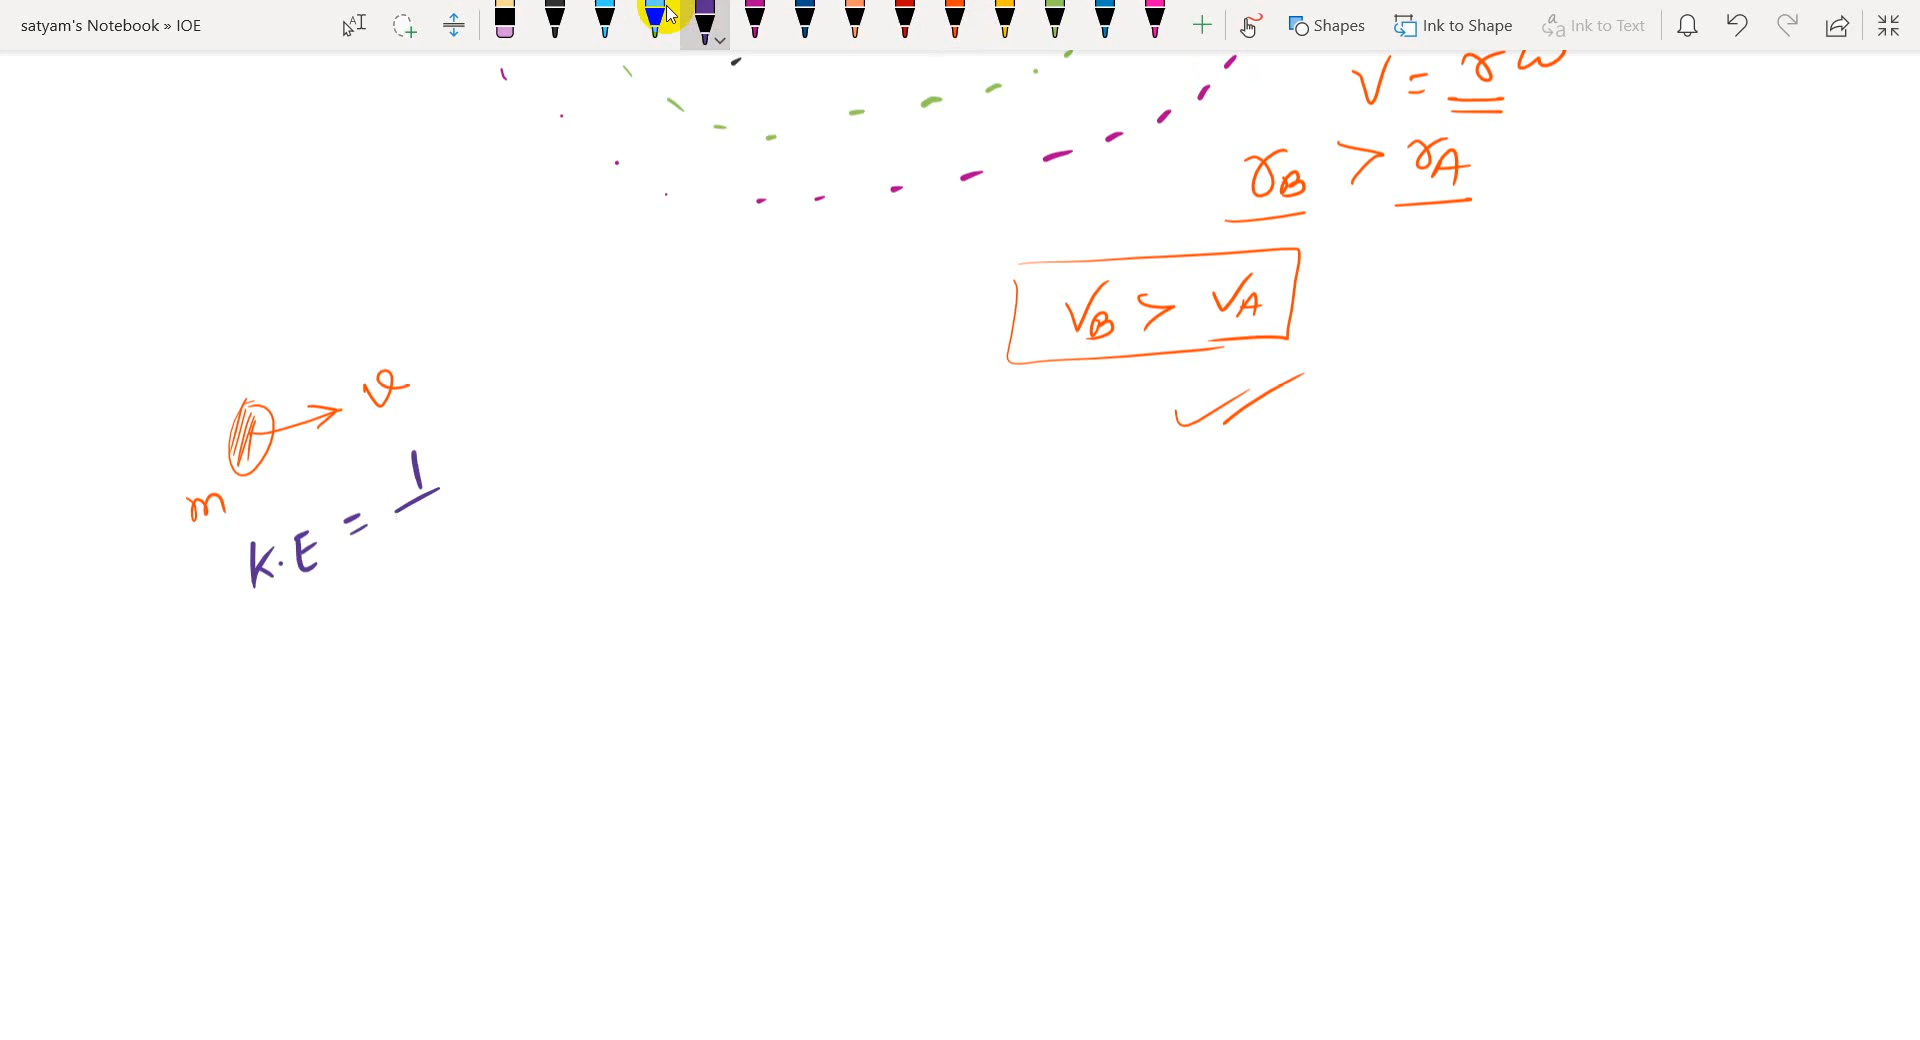 satyam's Notebook » IOE
Shapes
Ink to Shape
Ink to Text
V = rω
rB > rA
VB > VA
v
m
K.E = 1